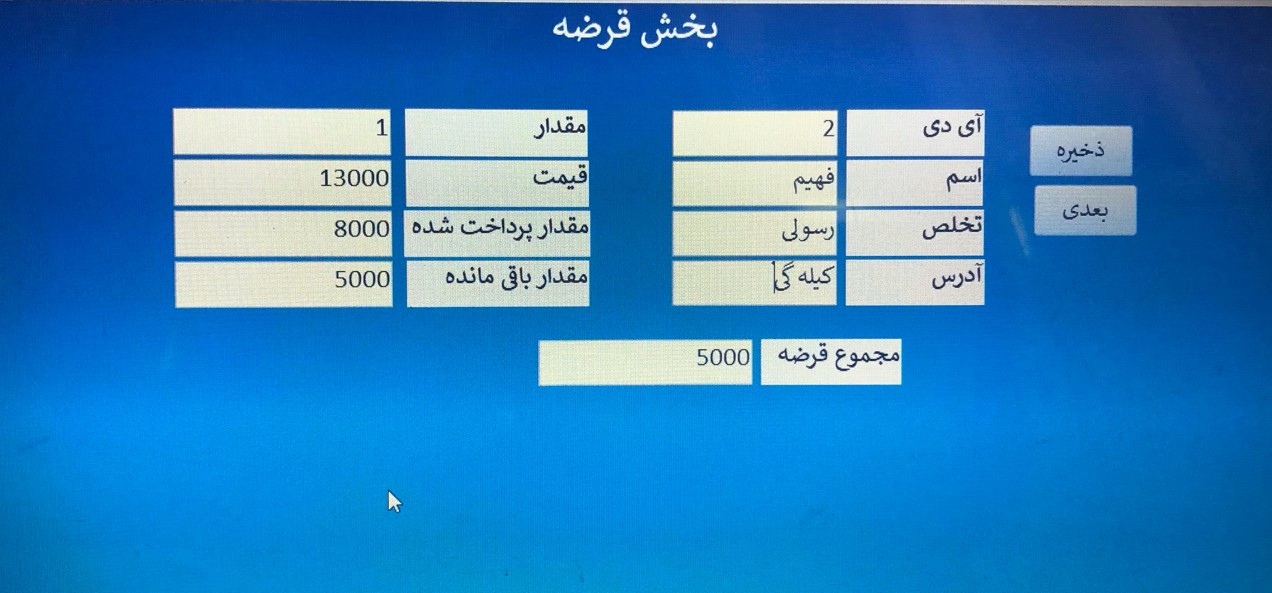 بخش قرضه
آی دی 2 مقدار 1
ذخیره
اسم فهیم قیمت 13000
بعدی
تخلص رسولی مقدار پرداخت شده 8000
آدرس کیله گی مقدار باقی مانده 5000
مجموع قرضه 5000